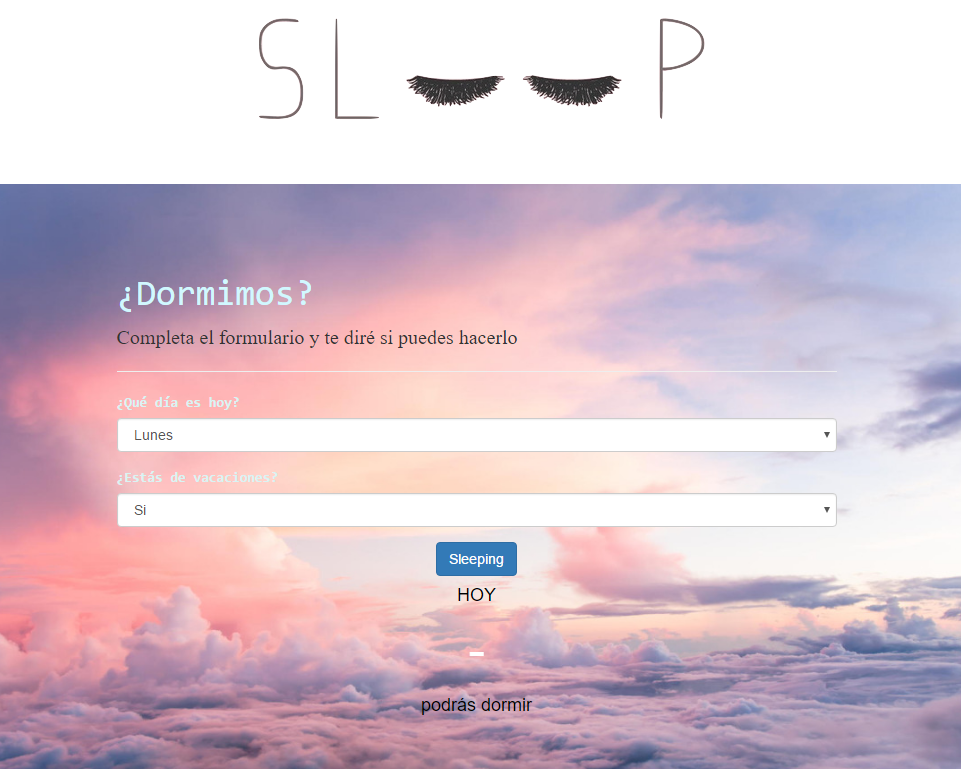 SL P
¿Dormimos?
Completa el formulario y te diré si puedes hacerlo
¿Qué día es hoy?
Lunes
¿Estás de vacaciones?
Si
Sleeping
HOY
-
podrás dormir